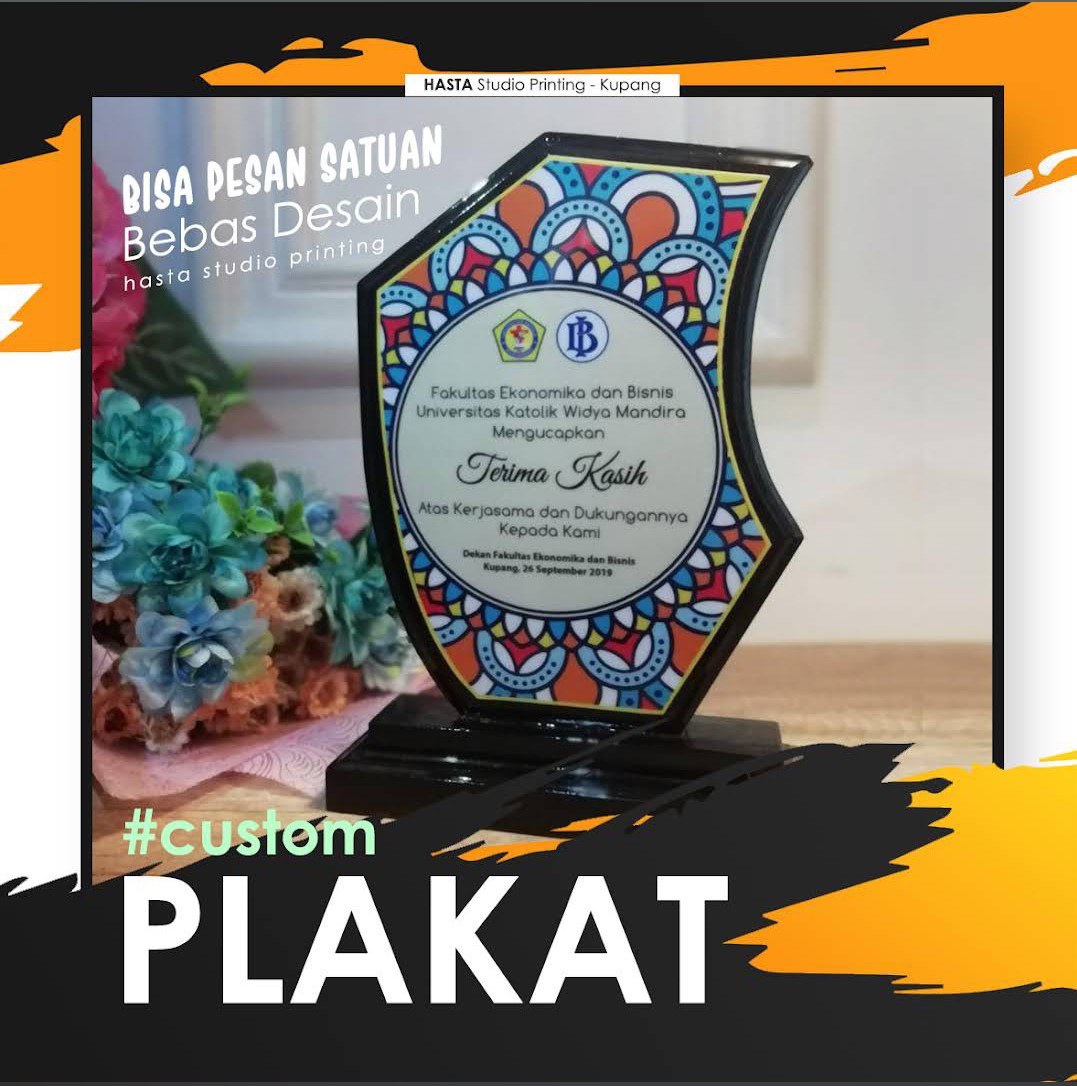 HASTA Studio Printing - Kupang
BISA PESAN SATUAN
Bebas Desain
hasta studio printing
Fakultas Ekonomika dan Bisnis
Universitas Katolik Widya Mandira
Mengucapkan
Terima Kasih
Atas Kerjasama dan Dukungannya
Kepada Kami
Dekan Fakultas Ekonomika dan Bisnis
Kupang, 26 September 2019
#custom
PLAKAT